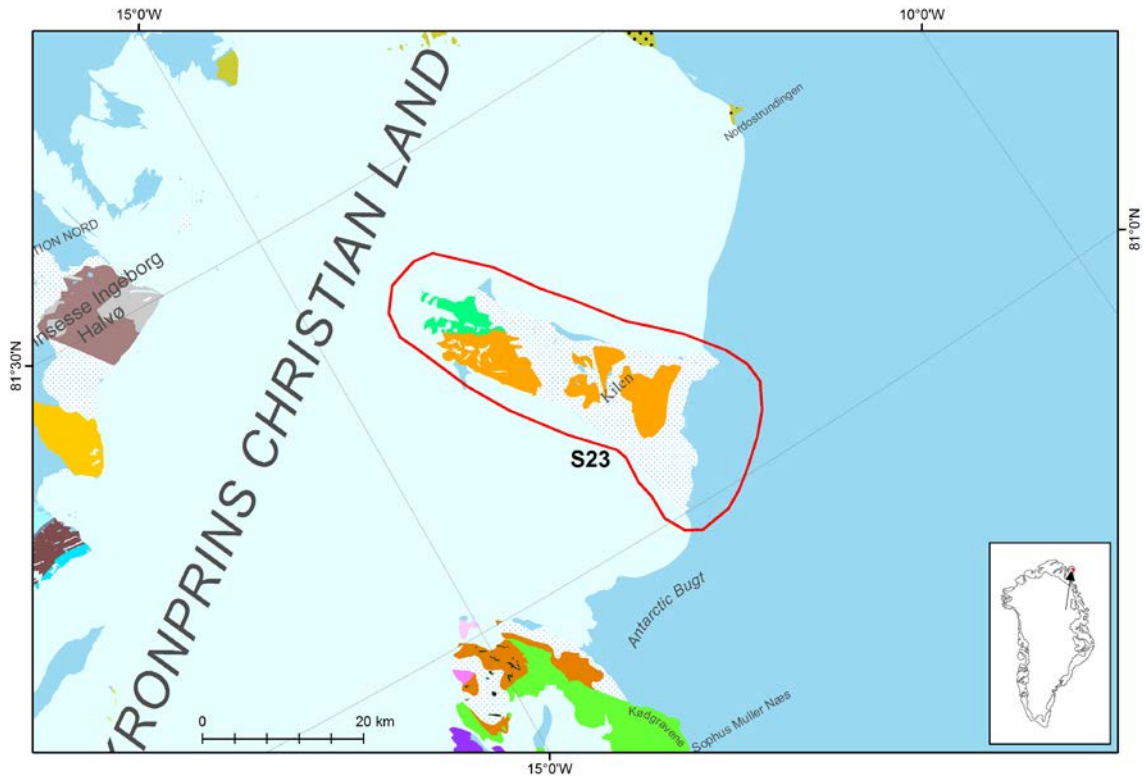 15°0'W
10°0'W
Nordostrundingen
KRONPRINS CHRISTIAN LAND
TION NORD
nsesse Ingeborg
Halvø
81°0'N
81°30'N
Kilen
S23
Antarctic Bugt
Kødgravene
Sophus Muller Næs
0
20 km
15°0'W